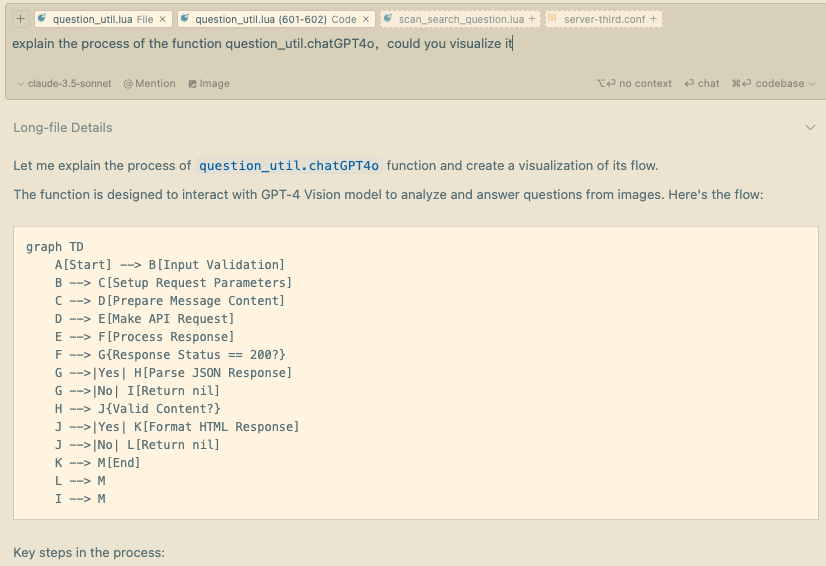 + question_util.lua File × question_util.lua (601-602) Code × scan_search_question.lua + server-third.conf +
explain the process of the function question_util.chatGPT4o，could you visualize it
claude-3.5-sonnet @ Mention Image ⌥⏎ no context ⏎ chat ⌘⏎ codebase
Long-file Details
Let me explain the process of question_util.chatGPT4o function and create a visualization of its flow.
The function is designed to interact with GPT-4 Vision model to analyze and answer questions from images. Here's the flow:
graph TD
A[Start] --> B[Input Validation]
B --> C[Setup Request Parameters]
C --> D[Prepare Message Content]
D --> E[Make API Request]
E --> F[Process Response]
F --> G{Response Status == 200?}
G -->|Yes| H[Parse JSON Response]
G -->|No| I[Return nil]
H --> J{Valid Content?}
J -->|Yes| K[Format HTML Response]
J -->|No| L[Return nil]
K --> M[End]
L --> M
I --> M
Key steps in the process: